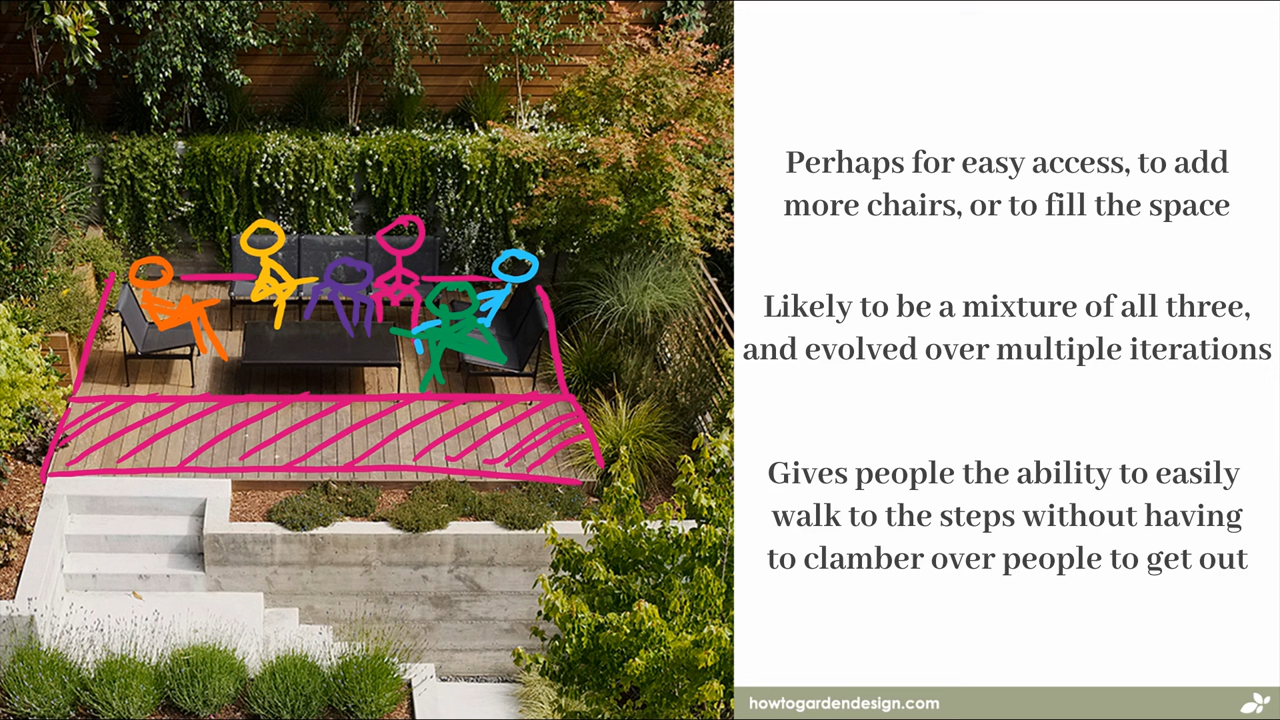 Perhaps for easy access, to add
more chairs, or to fill the space
Likely to be a mixture of all three,
and evolved over multiple iterations
Gives people the ability to easily
walk to the steps without having
to clamber over people to get out
howtogardendesign.com